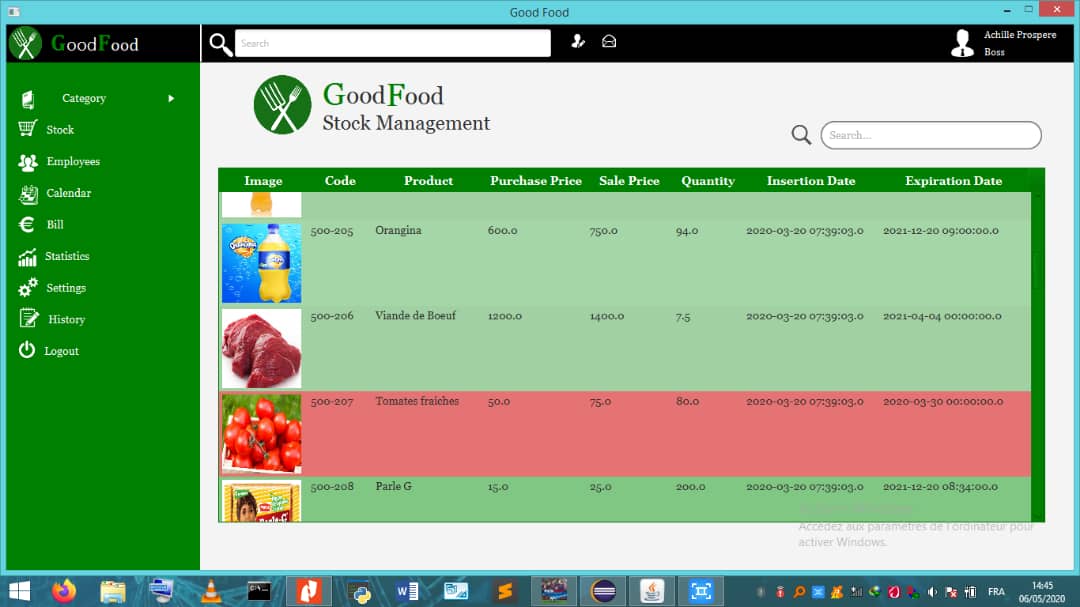 Good Food
GoodFood
Search
Achille Prospere
Boss
Category
Stock
Employees
Calendar
Bill
Statistics
Settings
History
Logout
GoodFood
Stock Management
Search...
Image Code Product Purchase Price Sale Price Quantity Insertion Date Expiration Date
500-205 Orangina 600.0 750.0 94.0 2020-03-20 07:39:03.0 2021-12-20 09:00:00.0
500-206 Viande de Boeuf 1200.0 1400.0 7.5 2020-03-20 07:39:03.0 2021-04-04 00:00:00.0
500-207 Tomates fraiches 50.0 75.0 80.0 2020-03-20 07:39:03.0 2020-03-30 00:00:00.0
500-208 Parle G 15.0 25.0 200.0 2020-03-20 07:39:03.0 2021-12-20 08:34:00.0
Parle-G
Accédez aux paramètres de l'ordinateur pour
activer Windows.
FRA
14:45
06/05/2020